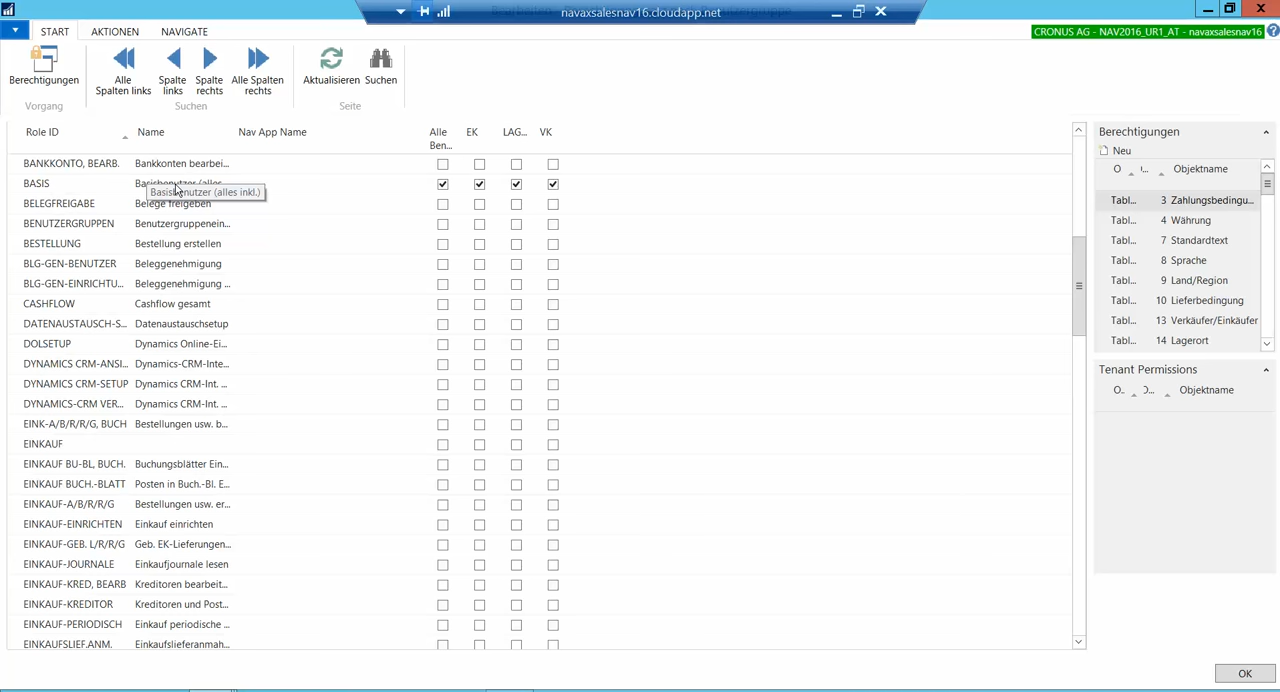 navaxsalesnav16.cloudapp.net
START AKTIONEN NAVIGATE
CRONUS AG - NAV2016_UR1_AT - navaxsalesnav16
Berechtigungen
Alle Spalten links
Spalte links
Spalte rechts
Alle Spalten rechts
Aktualisieren
Suchen
Vorgang Suchen Seite
Role ID Name Nav App Name Alle Ben... EK LAG... VK
BANKKONTO, BEARB. Bankkonten bearbei...
BASIS Basisbenutzer (alles
Basisbenutzer (alles inkl.)
BELEGFREIGABE Belege freigeben
BENUTZERGRUPPEN Benutzergruppenein...
BESTELLUNG Bestellung erstellen
BLG-GEN-BENUTZER Beleggenehmigung
BLG-GEN-EINRICHTU... Beleggenehmigung ...
CASHFLOW Cashflow gesamt
DATENAUSTAUSCH-S... Datenaustauschsetup
DOLSETUP Dynamics Online-Ei...
DYNAMICS CRM-ANSI... Dynamics-CRM-Inte...
DYNAMICS CRM-SETUP Dynamics CRM-Int. ...
DYNAMICS-CRM VER... Dynamics CRM-Int. ...
EINK-A/B/R/R/G, BUCH Bestellungen usw. b...
EINKAUF
EINKAUF BU-BL, BUCH. Buchungsblätter Ein...
EINKAUF BUCH.-BLATT Posten in Buch.-Bl. E...
EINKAUF-A/B/R/R/G Bestellungen usw. er...
EINKAUF-EINRICHTEN Einkauf einrichten
EINKAUF-GEB. L/R/R/G Geb. EK-Lieferungen...
EINKAUF-JOURNALE Einkaufjournale lesen
EINKAUF-KRED, BEARB Kreditoren bearbeit...
EINKAUF-KREDITOR Kreditoren und Post...
EINKAUF-PERIODISCH Einkauf periodische ...
EINKAUFSLIEF.ANM. Einkaufslieferanmah...
Berechtigungen
Neu
O... Objektname
Tabl... 3 Zahlungsbedingu...
Tabl... 4 Währung
Tabl... 7 Standardtext
Tabl... 8 Sprache
Tabl... 9 Land/Region
Tabl... 10 Lieferbedingung
Tabl... 13 Verkäufer/Einkäufer
Tabl... 14 Lagerort
Tenant Permissions
O.. Objektname
OK